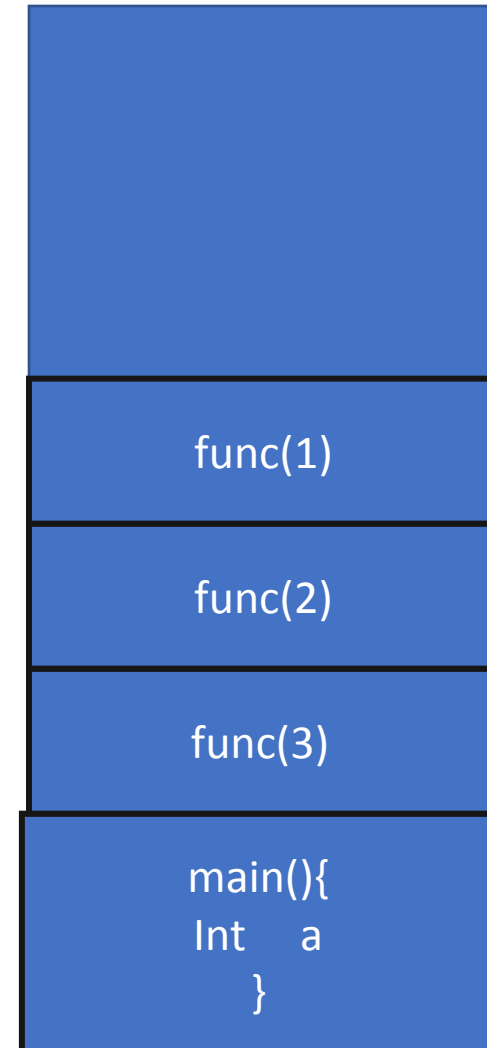 func(1)
func(2)
func(3)
main(){
Int a
}